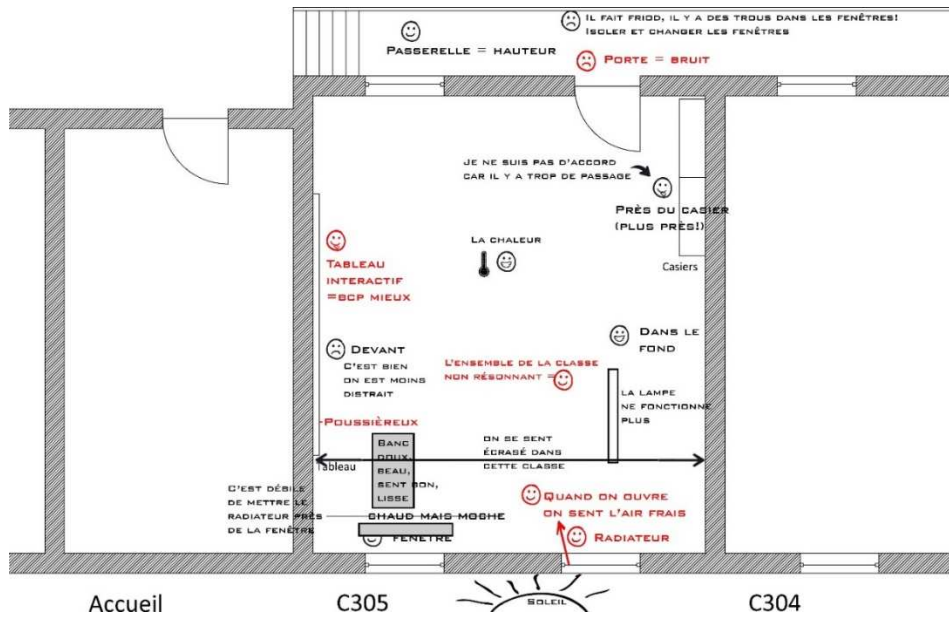 Il fait friod, il y a des trous dans les fenêtres!
Isoler et changer les fenêtres
Passerelle = hauteur
Porte = bruit
Je ne suis pas d'accord
car il y a trop de passage
Près du casier
(plus près!)
Casiers
La chaleur
Tableau
interactif
=bcp mieux
Devant
C'est bien
on est moins
distrait
Dans le
fond
L'ensemble de la classe
non résonnant =
La lampe
ne fonctionne
plus
-Poussièreux
Banc
doux,
beau,
sent bon,
lisse
On se sent
écrasé dans
cette classe
Tableau
C'est débile
de mettre le
radiateur près
de la fenêtre
Chaud mais moche
Fenêtre
Quand on ouvre
on sent l'air frais
Radiateur
Soleil
Accueil
C305
C304